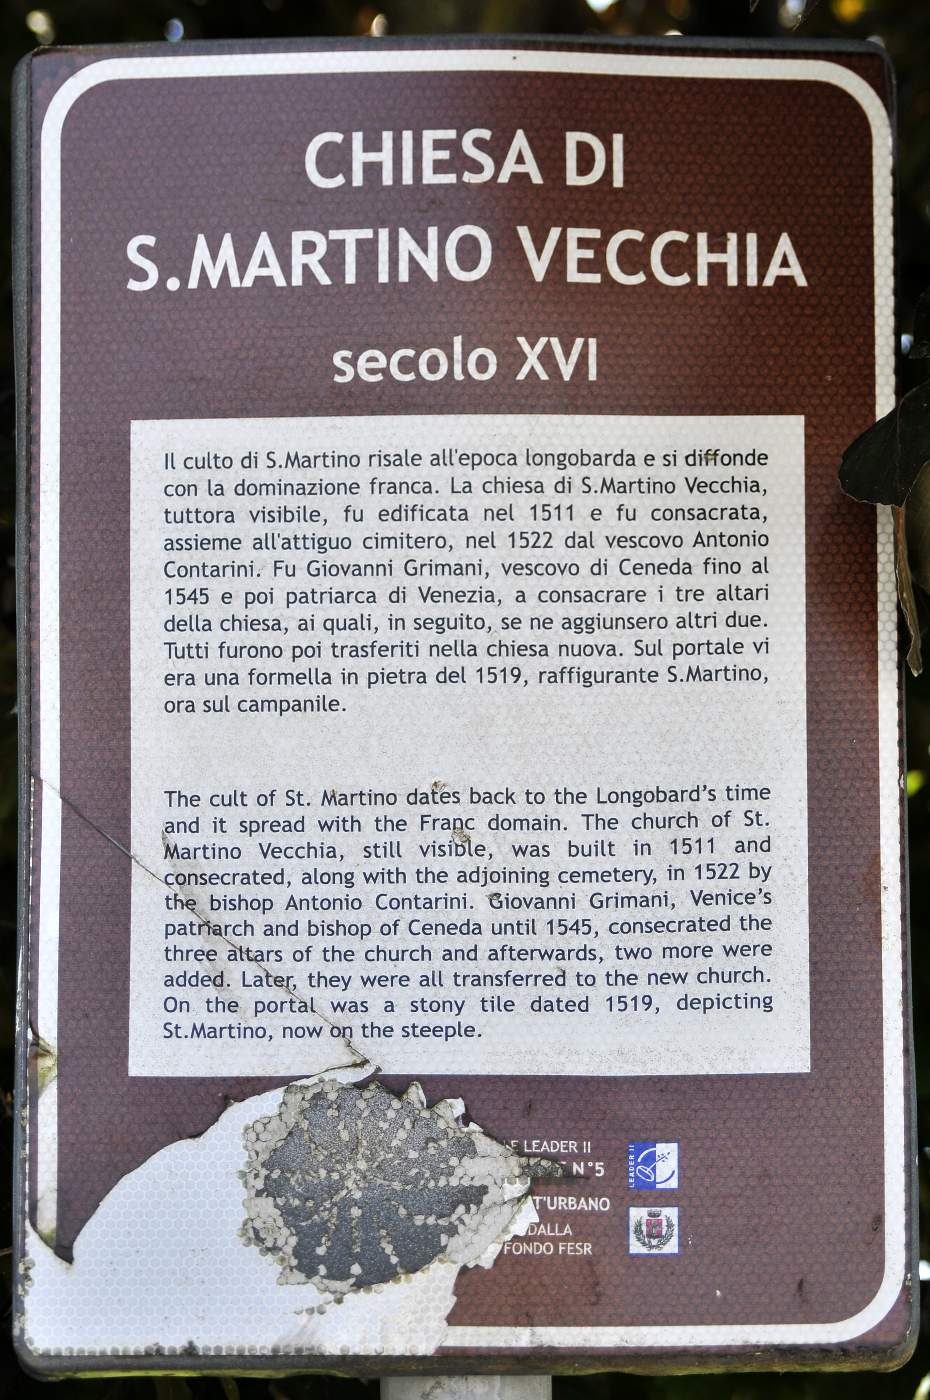 CHIESA DI
S.MARTINO VECCHIA
secolo XVI
Il culto di S.Martino risale all'epoca longobarda e si diffonde
con la dominazione franca. La chiesa di S.Martino Vecchia,
tuttora visibile, fu edificata nel 1511 e fu consacrata,
assieme all'attiguo cimitero, nel 1522 dal vescovo Antonio
Contarini. Fu Giovanni Grimani, vescovo di Ceneda fino al
1545 e poi patriarca di Venezia, a consacrare i tre altari
della chiesa, ai quali, in seguito, se ne aggiunsero altri due.
Tutti furono poi trasferiti nella chiesa nuova. Sul portale vi
era una formella in pietra del 1519, raffigurante S.Martino,
ora sul campanile.
The cult of St. Martino dates back to the Longobard's time
and it spread with the Franc domain. The church of St.
Martino Vecchia, still visible, was built in 1511 and
consecrated, along with the adjoining cemetery, in 1522 by
the bishop Antonio Contarini. Giovanni Grimani, Venice's
patriarch and bishop of Ceneda until 1545, consecrated the
three altars of the church and afterwards, two more were
added. Later, they were all transferred to the new church.
On the portal was a stony tile dated 1519, depicting
St.Martino, now on the steeple.
LEADER II
N°5
T'URBANO
DALLA
FONDO FESR
LEADER II